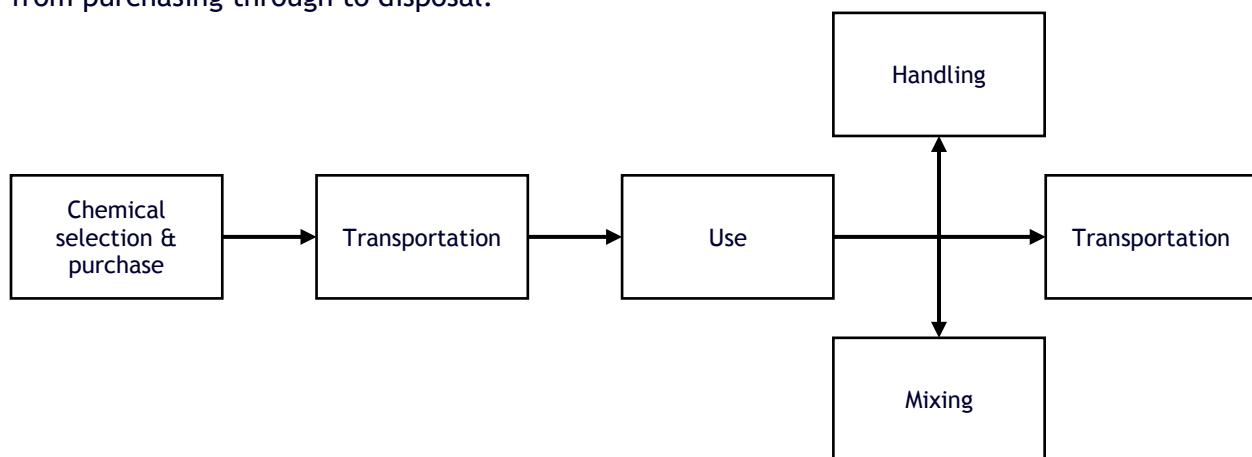 from purchasing through to disposal.
Handling
Chemical
selection &
purchase
Transportation
Use
Transportation
Mixing